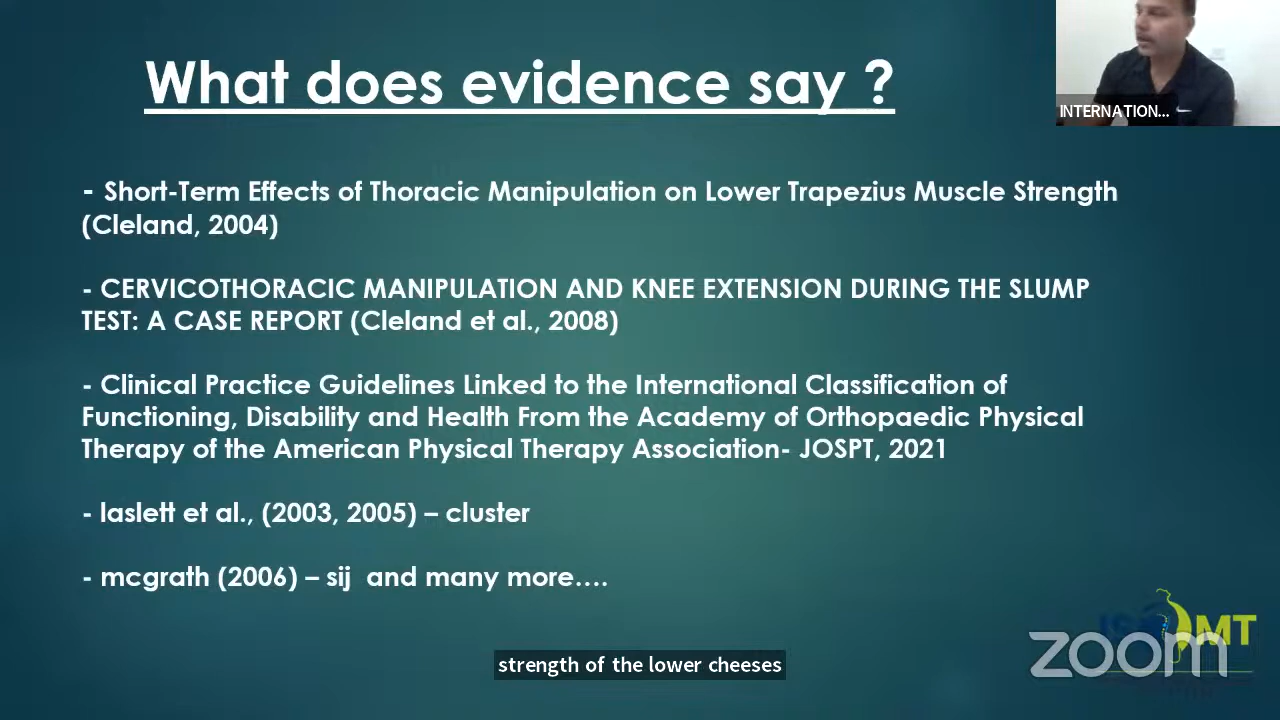 What does evidence say ?
INTERNATION...
- Short-Term Effects of Thoracic Manipulation on Lower Trapezius Muscle Strength
(Cleland, 2004)
- CERVICOTHORACIC MANIPULATION AND KNEE EXTENSION DURING THE SLUMP
TEST: A CASE REPORT (Cleland et al., 2008)
- Clinical Practice Guidelines Linked to the International Classification of
Functioning, Disability and Health From the Academy of Orthopaedic Physical
Therapy of the American Physical Therapy Association- JOSPT, 2021
- laslett et al., (2003, 2005) – cluster
- mcgrath (2006) – sij  and many more....
MT
zoom
strength of the lower cheeses